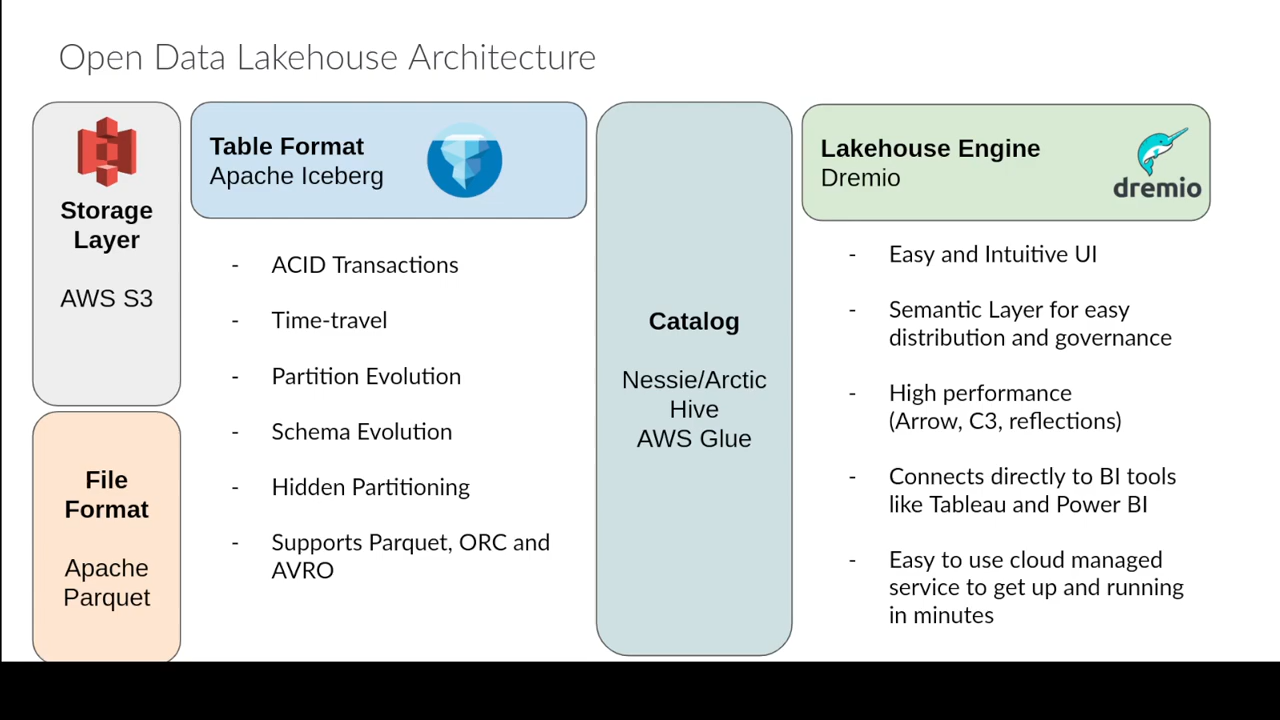 Open Data Lakehouse Architecture
Storage
Layer
AWS S3
File
Format
Apache
Parquet
Table Format
Apache Iceberg
- ACID Transactions
- Time-travel
- Partition Evolution
- Schema Evolution
- Hidden Partitioning
- Supports Parquet, ORC and
AVRO
Catalog
Nessie/Arctic
Hive
AWS Glue
Lakehouse Engine
Dremio
dremio
- Easy and Intuitive UI
- Semantic Layer for easy
distribution and governance
- High performance
(Arrow, C3, reflections)
- Connects directly to BI tools
like Tableau and Power BI
- Easy to use cloud managed
service to get up and running
in minutes